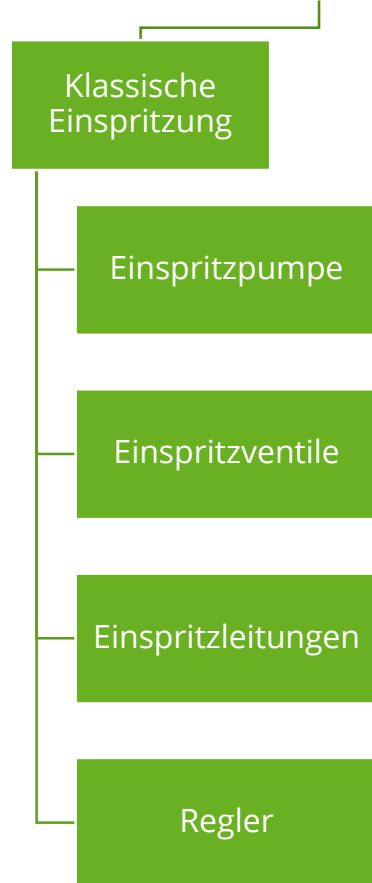 Klassische
Einspritzung
Einspritzpumpe
Einspritzventile
Einspritzleitungen
Regler